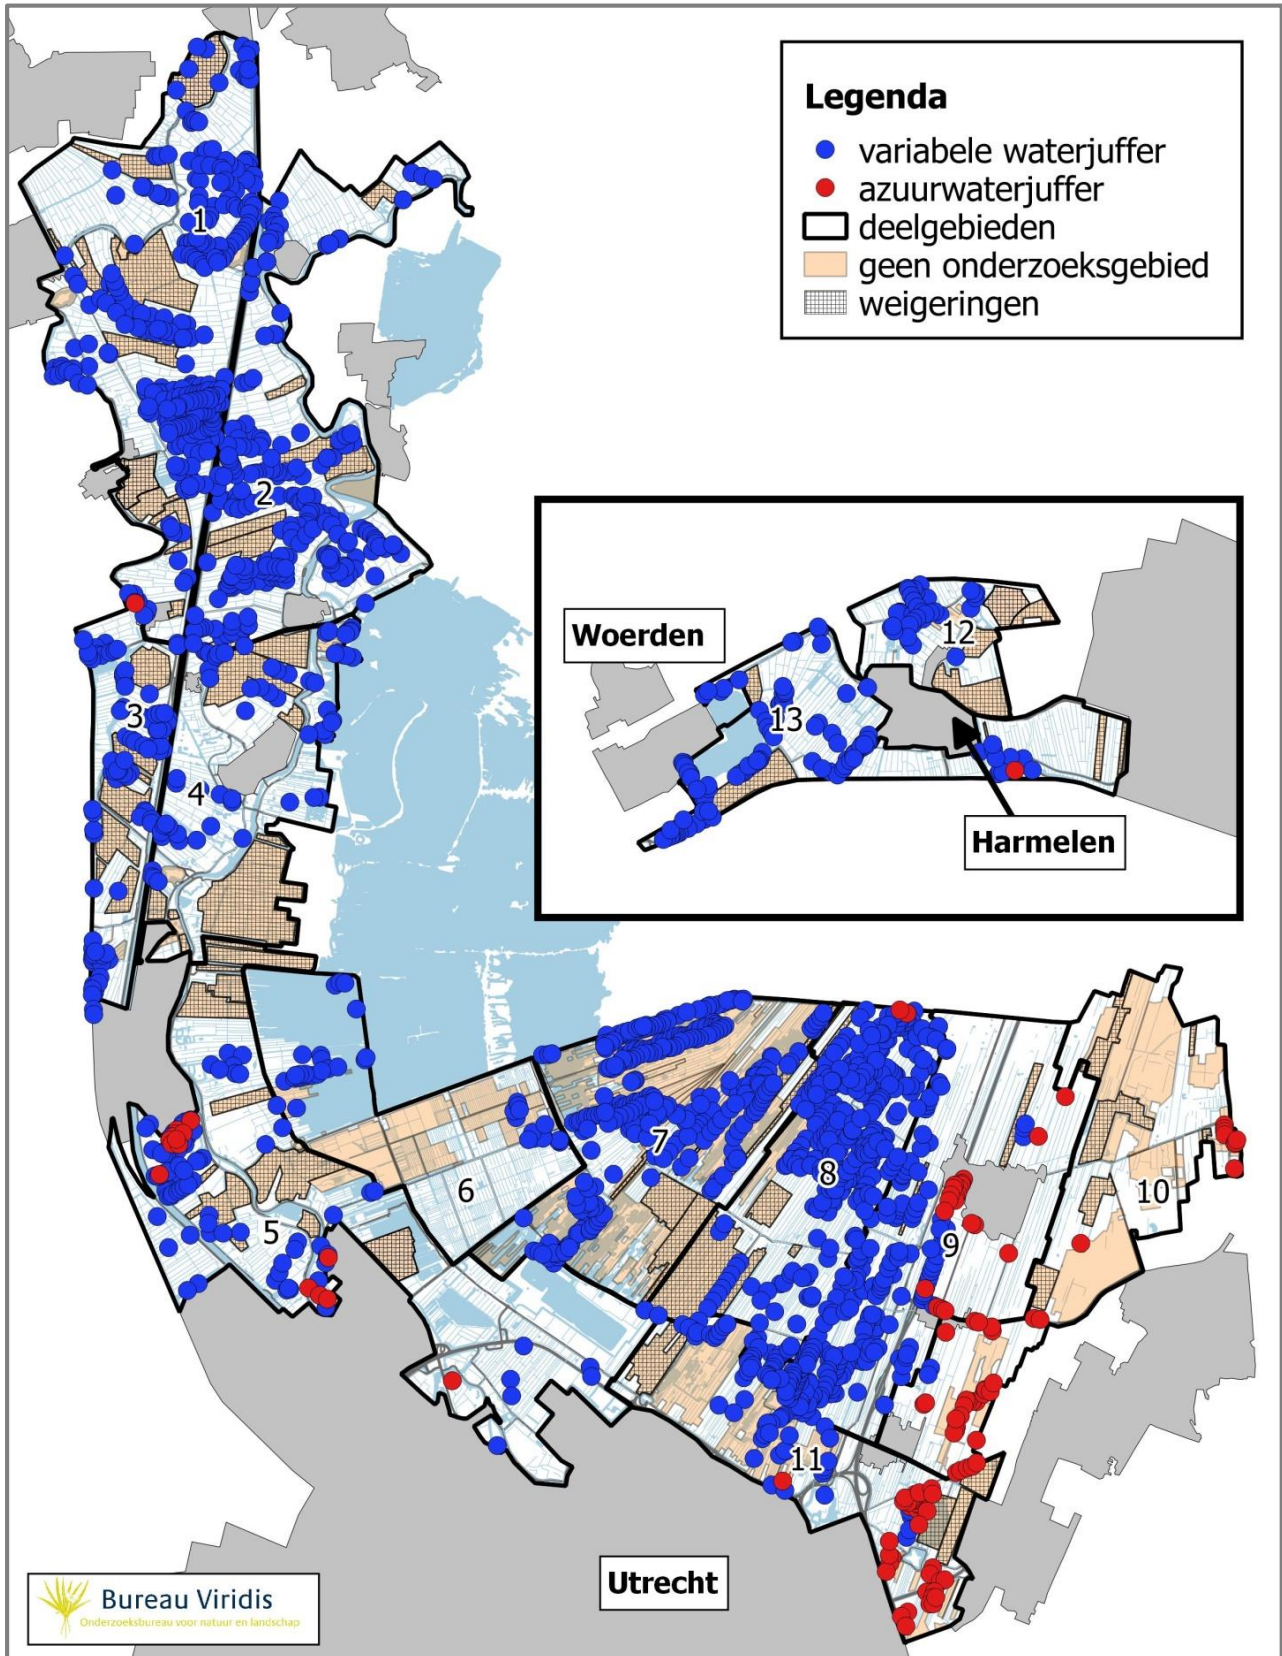 Legenda
variabele waterjuffer
azuurwaterjuffer
deelgebieden
geen onderzoeksgebied
weigeringen
1
2
3
4
Woerden
12
13
Harmelen
5
6
7
8
9
10
11
Utrecht
Bureau Viridis
Onderzoeksbureau voor natuur en landschap